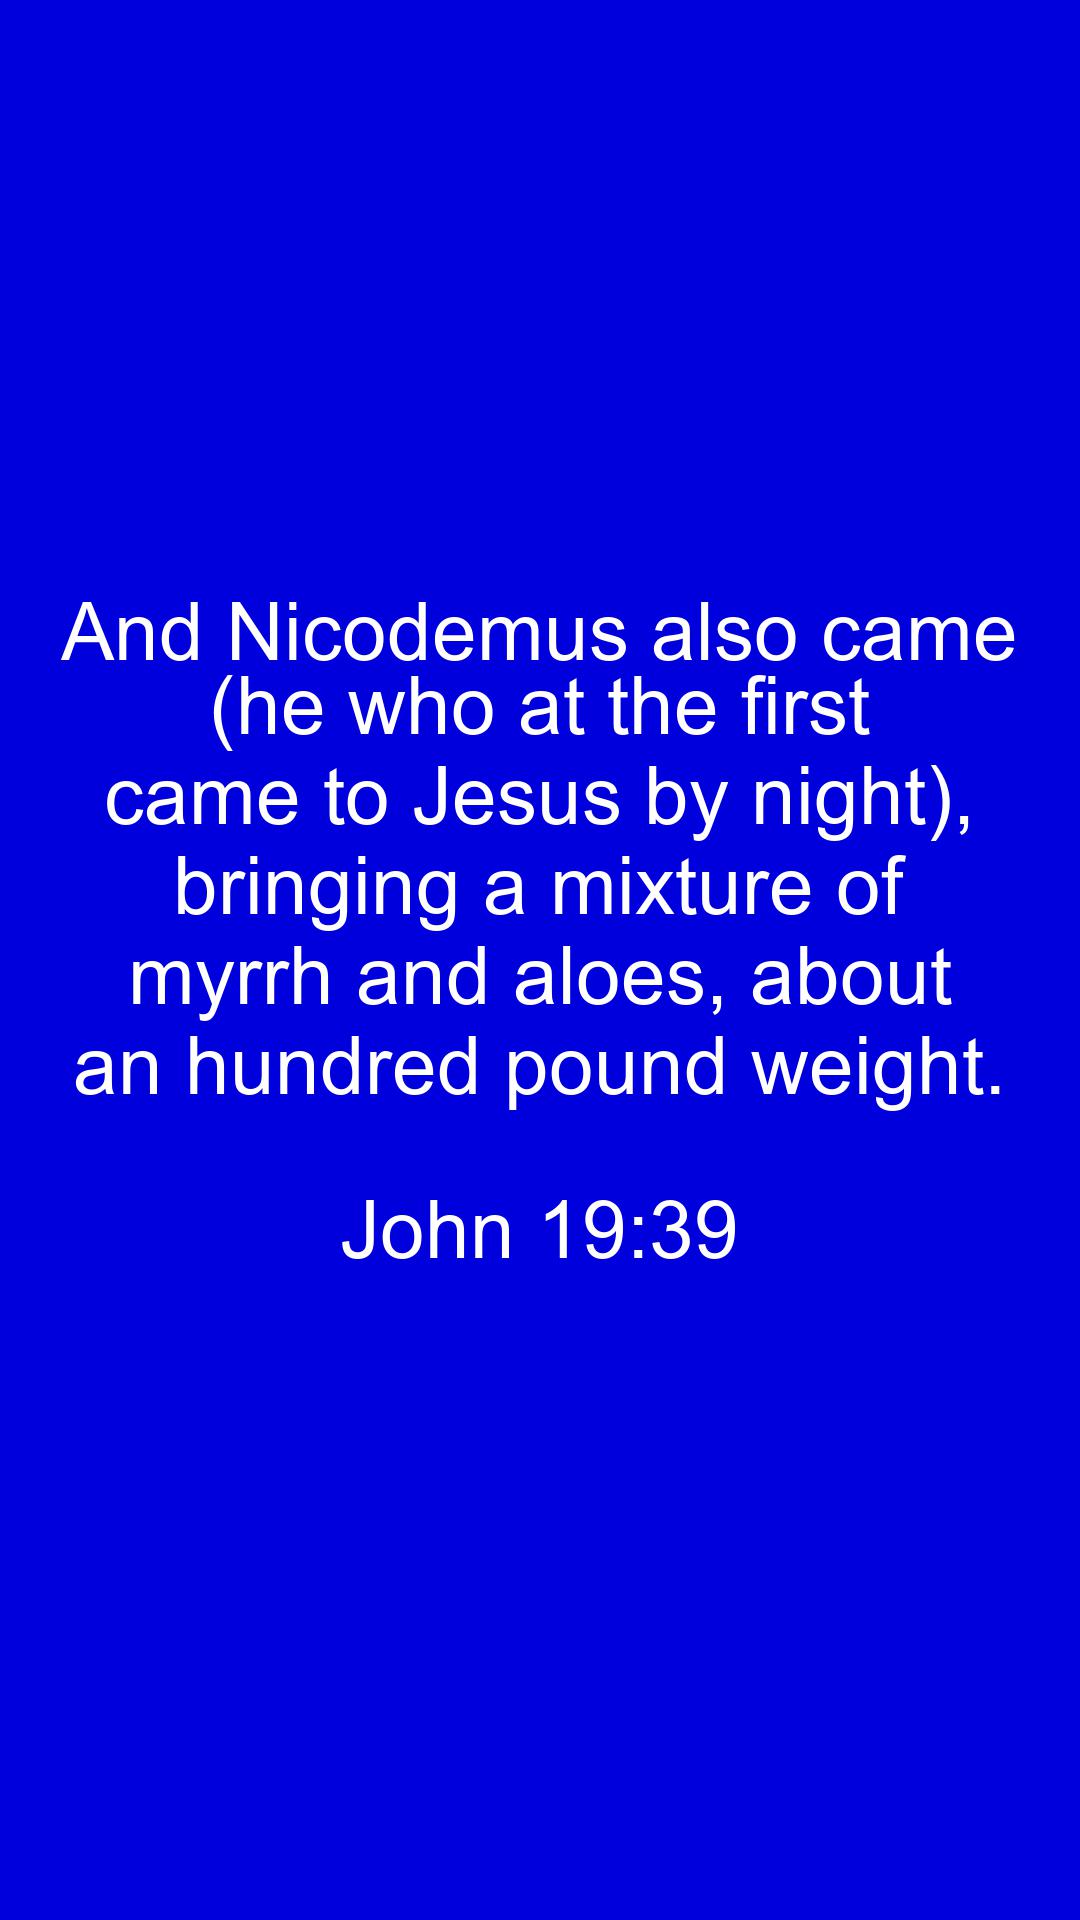 And Nicodemus also came
(he who at the first
came to Jesus by night),
bringing a mixture of
myrrh and aloes, about
an hundred pound weight.
John 19:39